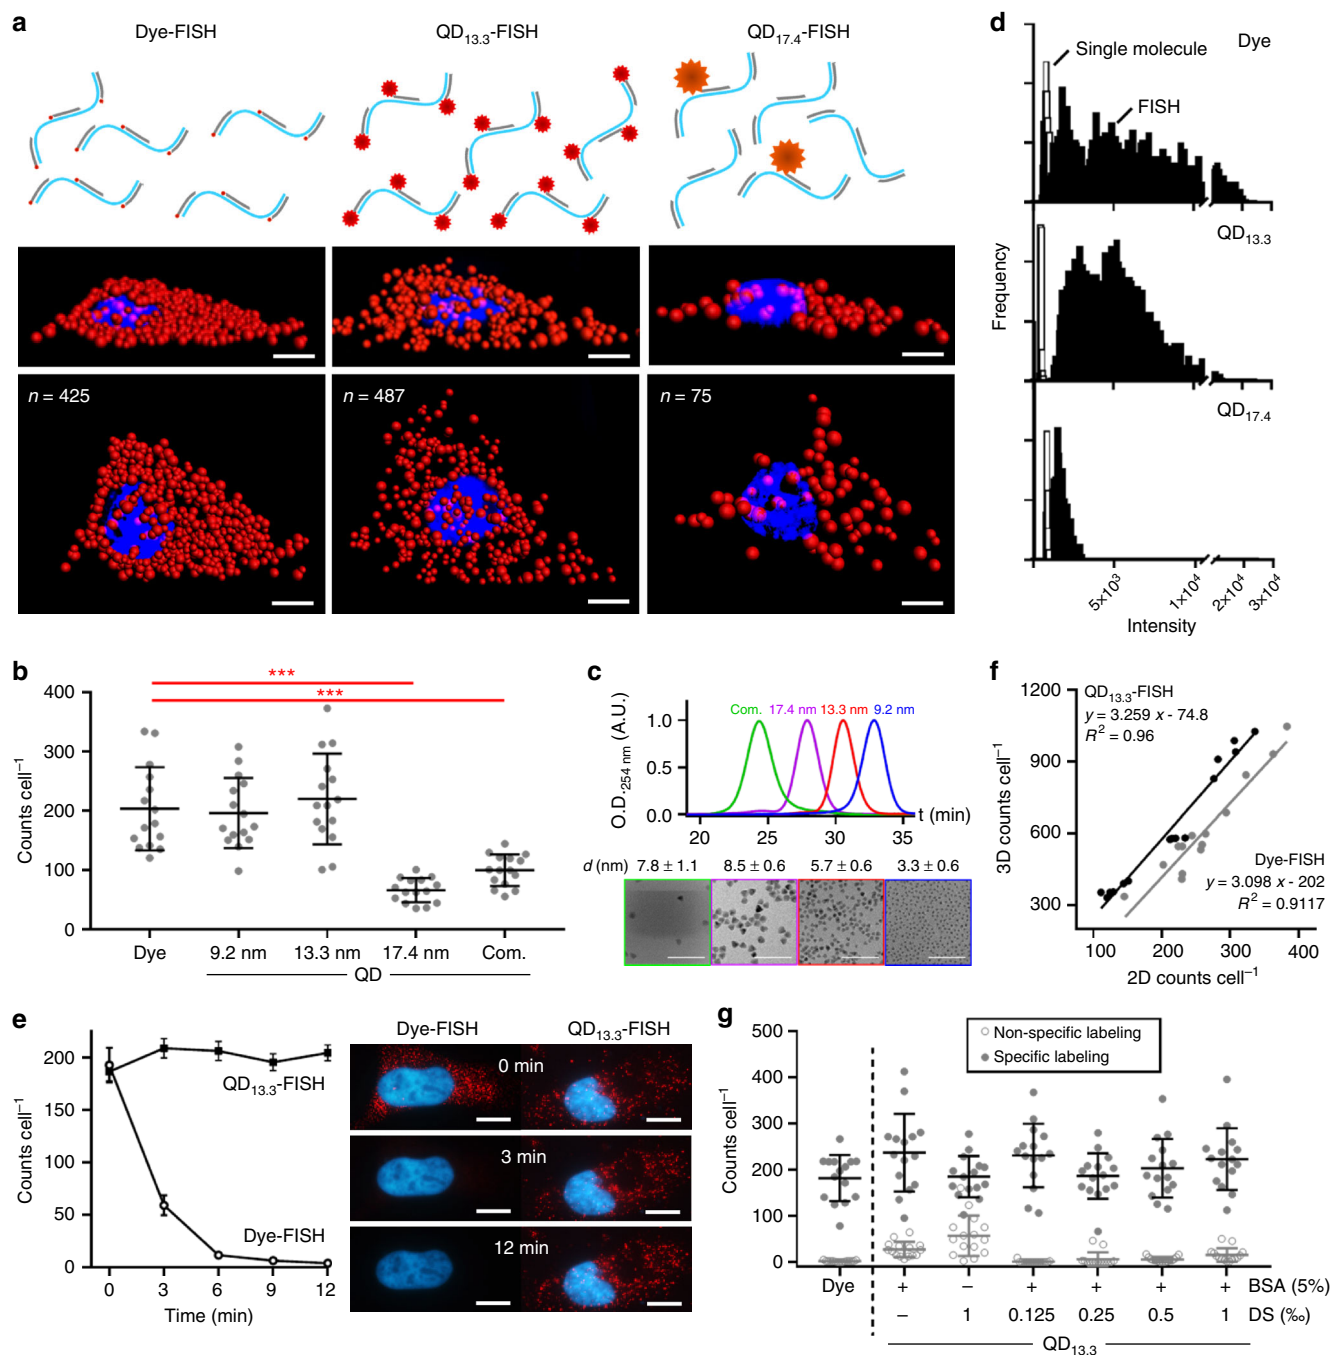 a
Dye-FISH
QD13.3-FISH
QD17.4-FISH
n = 425
n = 487
n = 75
d
Single molecule
Dye
FISH
QD13.3
QD17.4
Frequency
5×10³
1×10⁴
2×10⁴
3×10⁴
Intensity
b
***
***
400
300
200
100
0
Counts cell⁻¹
Dye
9.2 nm
13.3 nm
17.4 nm
Com.
QD
c
Com.
17.4 nm
13.3 nm
9.2 nm
O.D.254 nm (A.U.)
1.0
0.5
0.0
20
25
30
35
t (min)
d (nm) 7.8 ± 1.1 8.5 ± 0.6 5.7 ± 0.6 3.3 ± 0.6
f
QD13.3-FISH
y = 3.259 x - 74.8
R² = 0.96
Dye-FISH
y = 3.098 x - 202
R² = 0.9117
1200
900
600
300
3D counts cell⁻¹
100
200
300
400
2D counts cell⁻¹
e
200
150
100
50
0
Counts cell⁻¹
QD13.3-FISH
Dye-FISH
0
3
6
9
12
Time (min)
Dye-FISH
QD13.3-FISH
0 min
3 min
12 min
g
Non-specific labeling
Specific labeling
500
400
300
200
100
0
Counts cell⁻¹
Dye
+ – + + + + BSA (5%)
– 1 0.125 0.25 0.5 1 DS (‰)
QD13.3